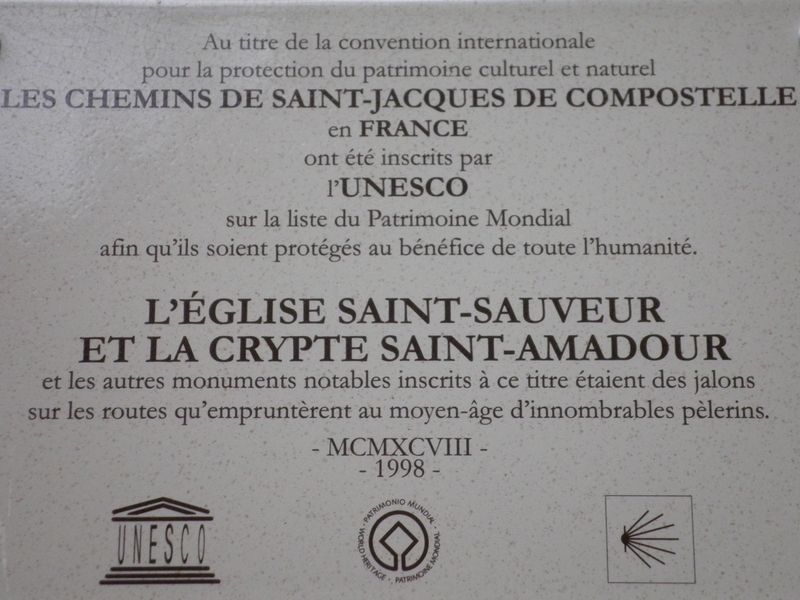 Au titre de la convention internationale
pour la protection du patrimoine culturel et naturel
LES CHEMINS DE SAINT-JACQUES DE COMPOSTELLE
en FRANCE
ont été inscrits par
l'UNESCO
sur la liste du Patrimoine Mondial
afin qu'ils soient protégés au bénéfice de toute l'humanité.
L'ÉGLISE SAINT-SAUVEUR
ET LA CRYPTE SAINT-AMADOUR
et les autres monuments notables inscrits à ce titre étaient des jalons
sur les routes qu'empruntèrent au moyen-âge d'innombrables pèlerins.
- MCMXCVIII -
- 1998 -
UNESCO
PATRIMONIO MUNDIAL • WORLD HERITAGE • PATRIMOINE MONDIAL •